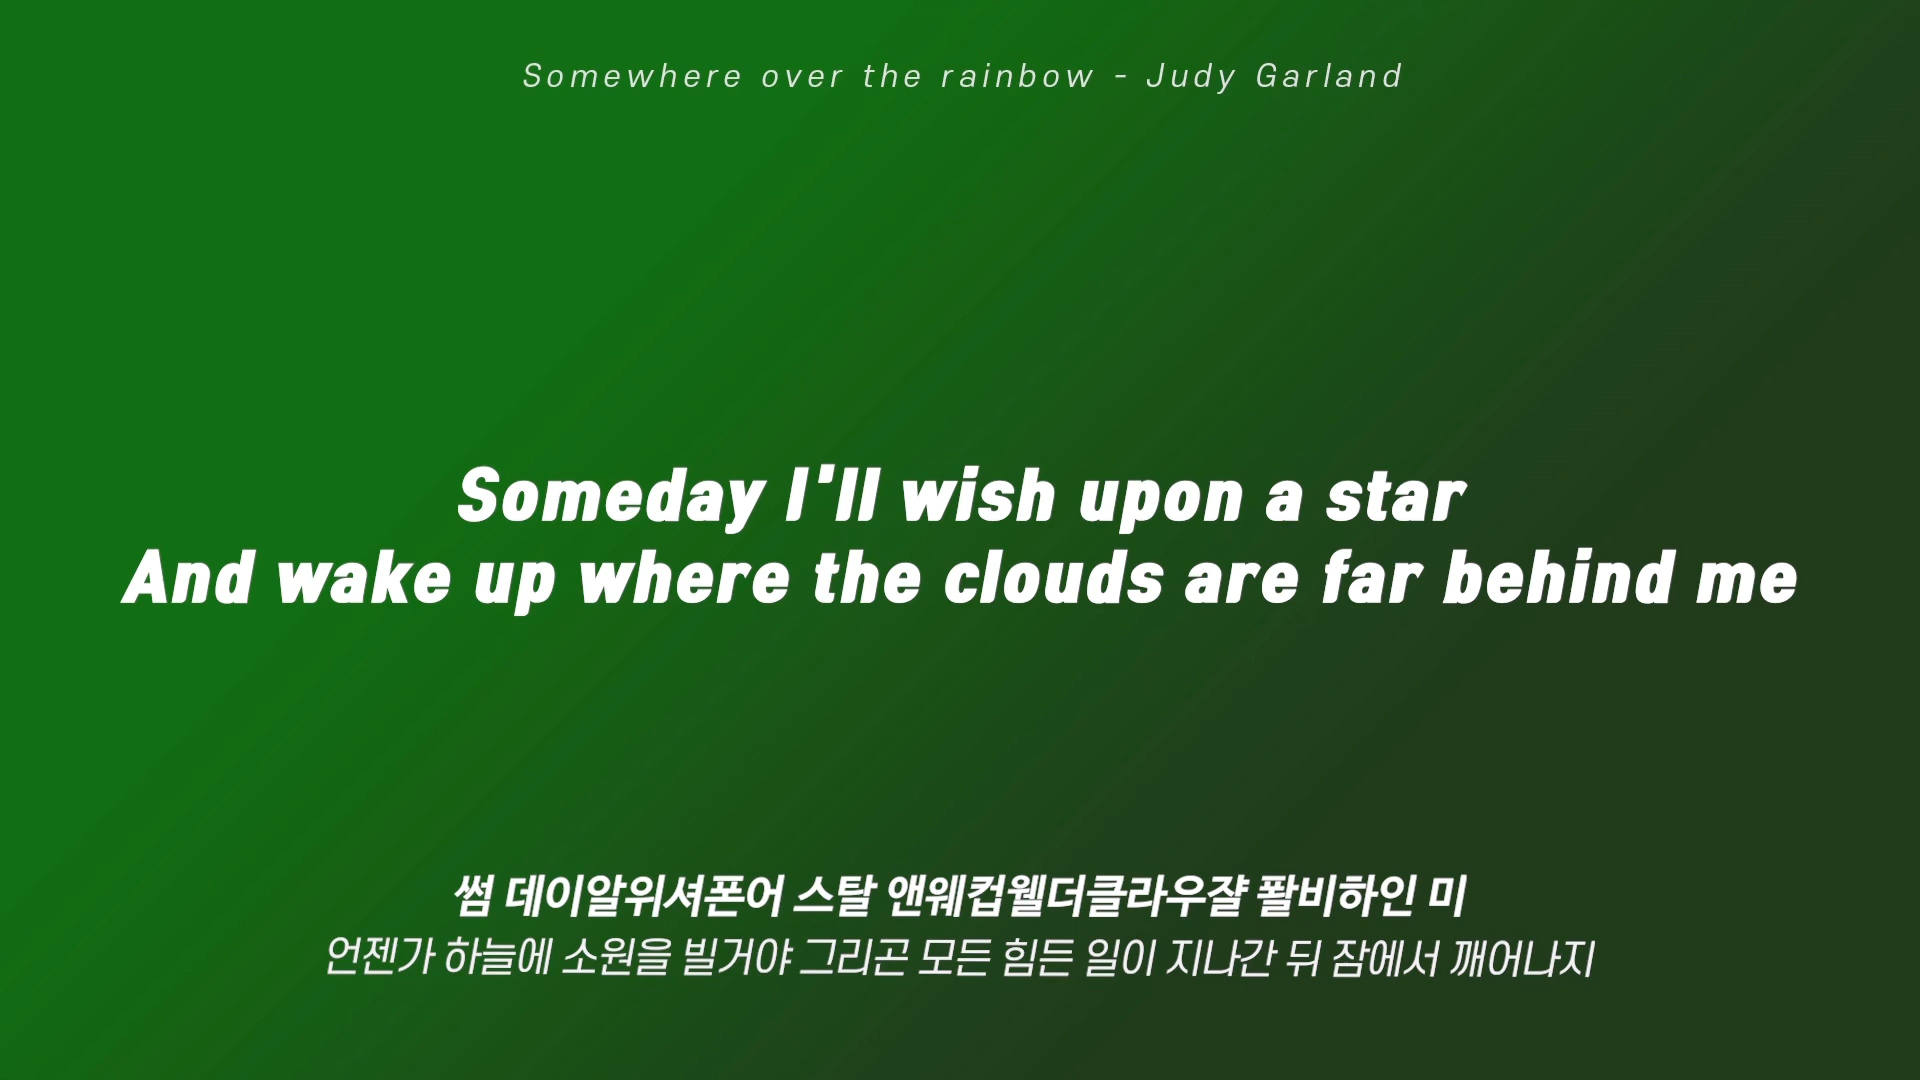 Somewhere over the rainbow - Judy Garland
Someday I'll wish upon a star
And wake up where the clouds are far behind me
썸 데이알위셔폰어 스탈 앤웨컵웰더클라우쟐 퐐비하인 미
언젠가 하늘에 소원을 빌거야 그리곤 모든 힘든 일이 지나간 뒤 잠에서 깨어나지